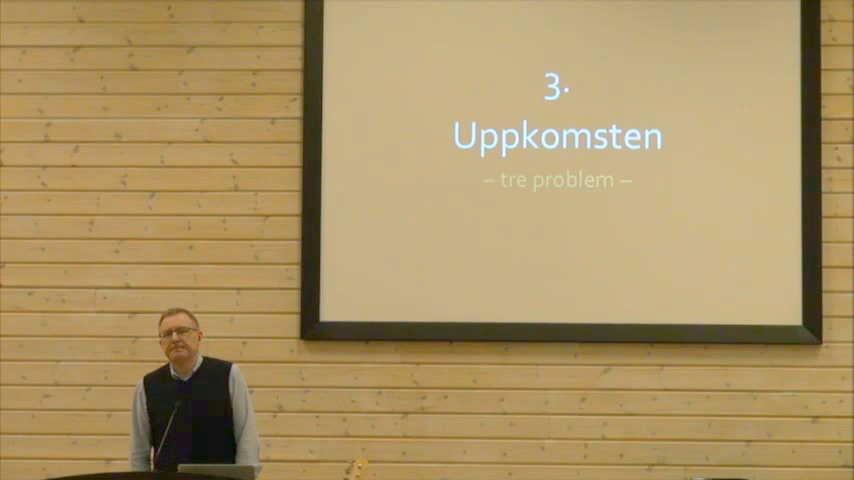 3.
Uppkomsten
– tre problem –